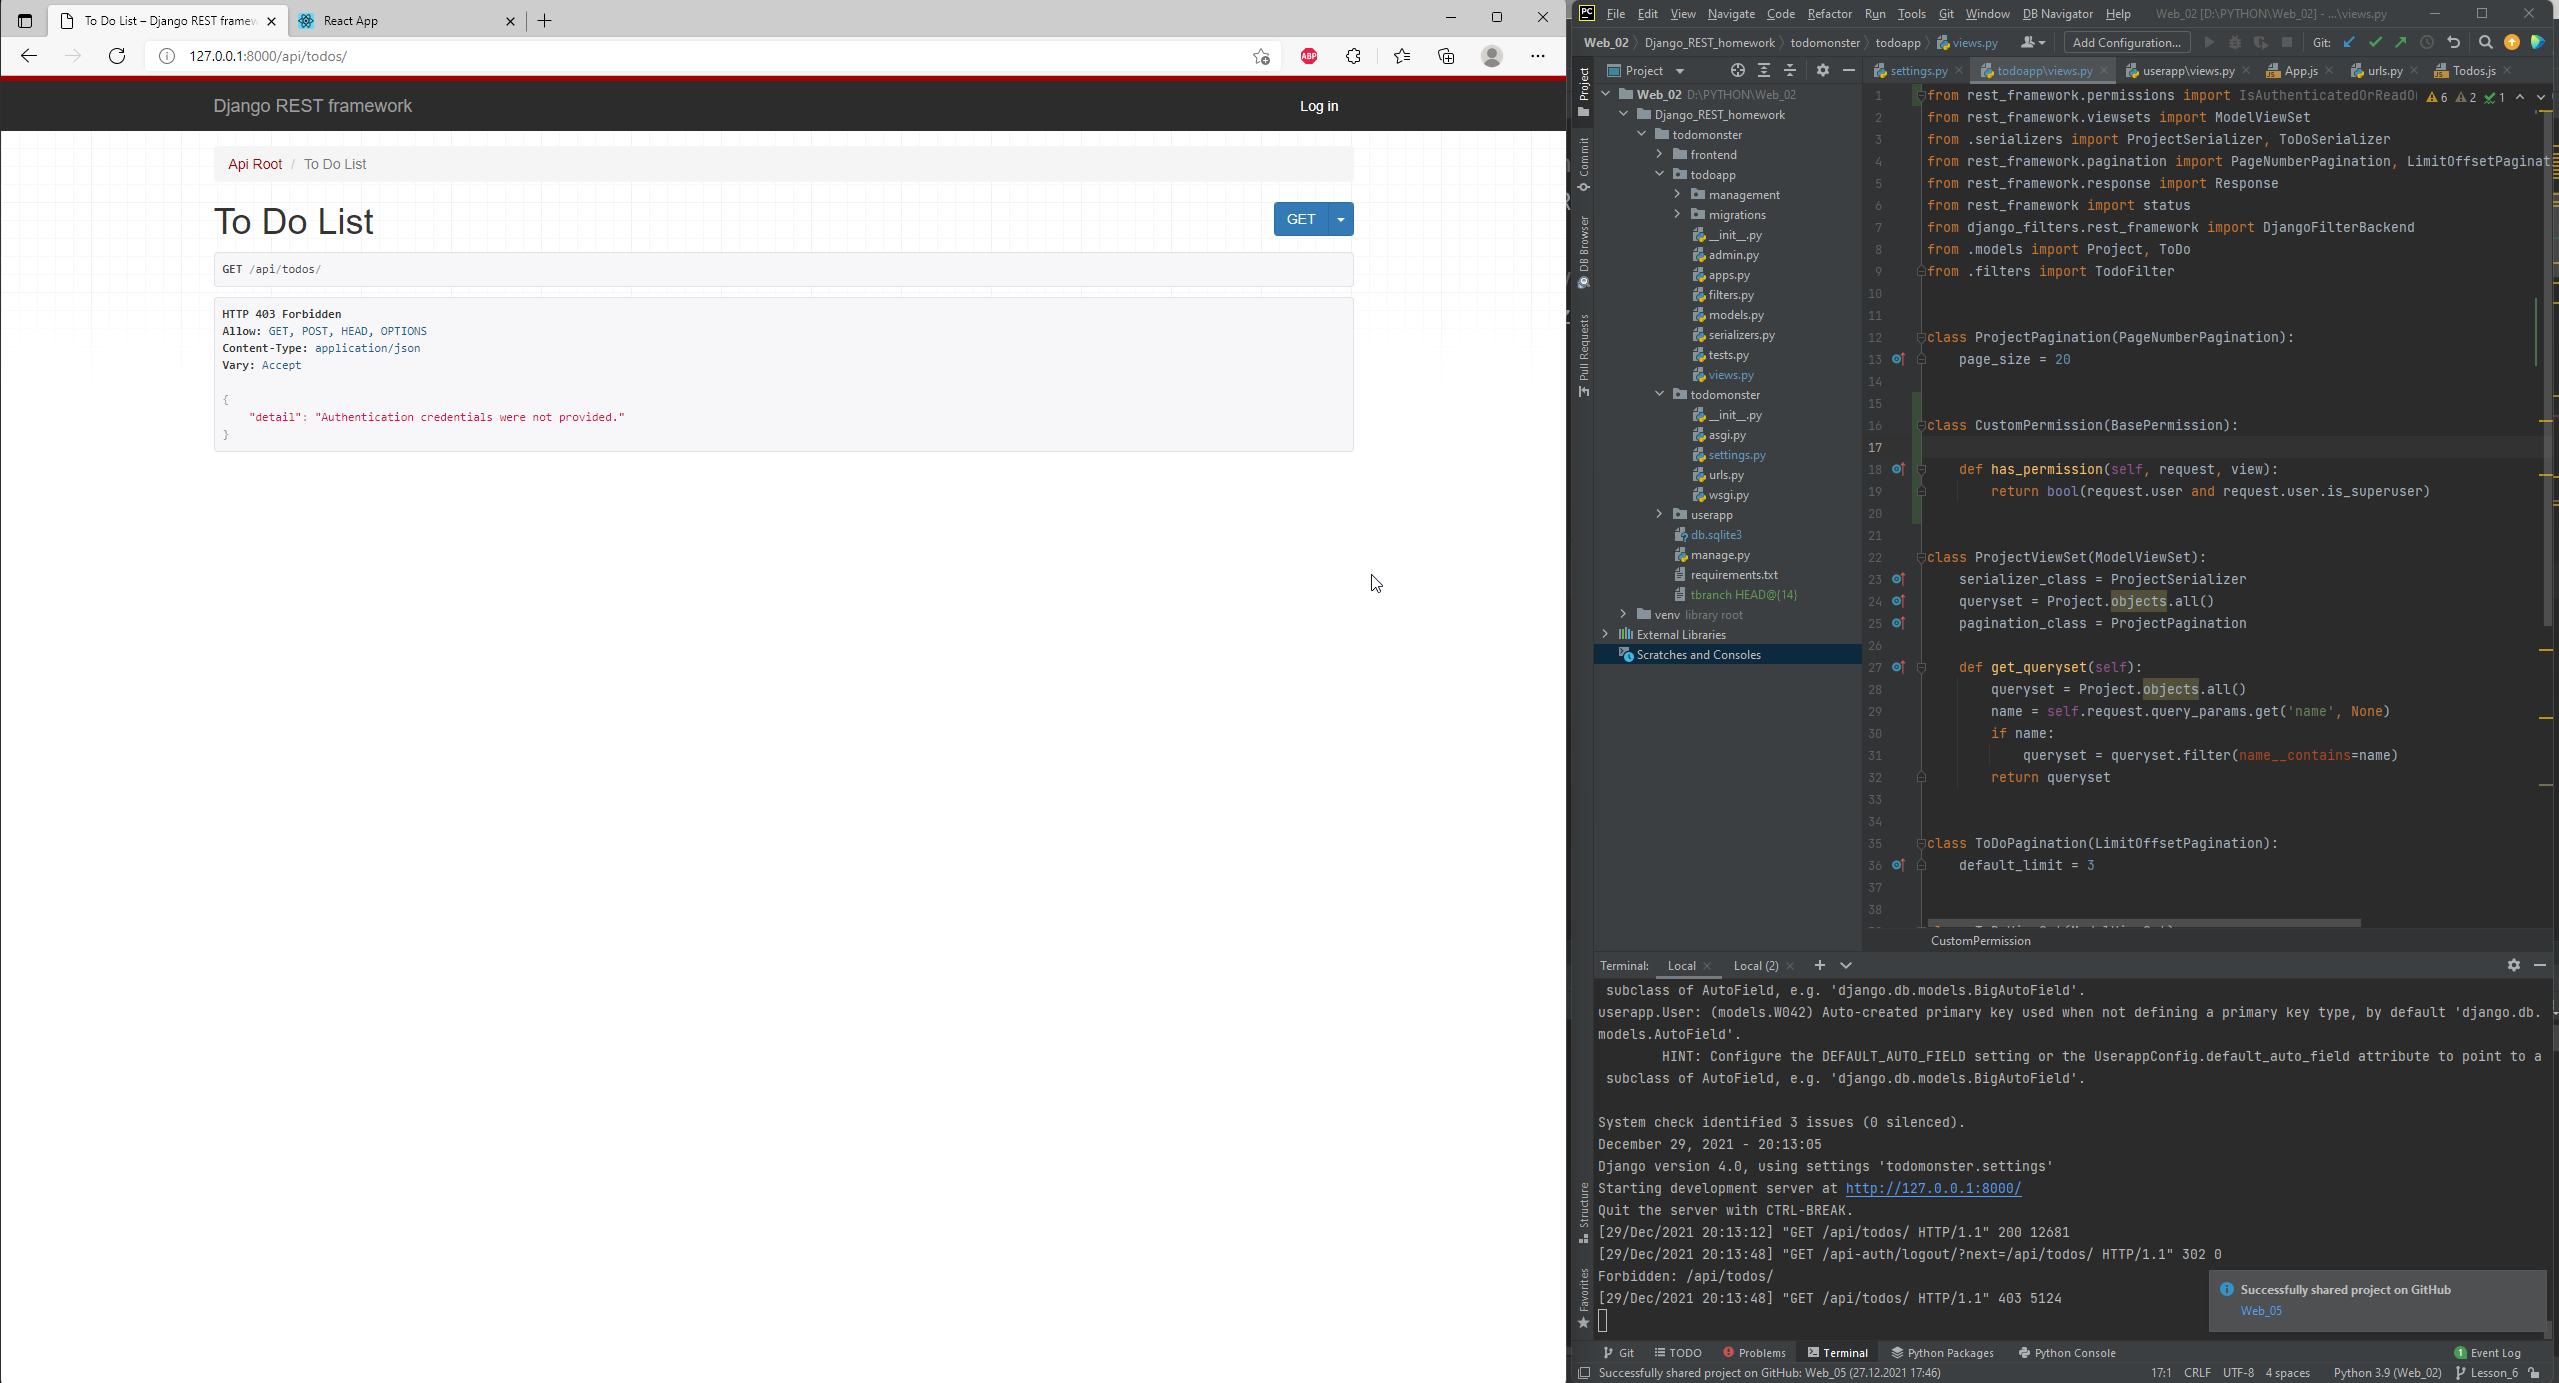 To Do List – Django REST framew
React App
127.0.0.1:8000/api/todos/
ABP
Django REST framework
Log in
Api Root / To Do List
To Do List
GET
GET /api/todos/
HTTP 403 Forbidden
Allow: GET, POST, HEAD, OPTIONS
Content-Type: application/json
Vary: Accept
{
"detail": "Authentication credentials were not provided."
}
PC File Edit View Navigate Code Refactor Run Tools Git Window DB Navigator Help Web_02 [D:\PYTHON\Web_02] - ...\views.py
Web_02 Django_REST_homework todomonster todoapp views.py Add Configuration... Git:
Project
settings.py todoapp\views.py userapp\views.py App.js urls.py Todos.js
Project
Commit
DB Browser
Pull Requests
Structure
Favorites
Web_02 D:\PYTHON\Web_02
Django_REST_homework
todomonster
frontend
todoapp
management
migrations
__init__.py
admin.py
apps.py
filters.py
models.py
serializers.py
tests.py
views.py
todomonster
__init__.py
asgi.py
settings.py
urls.py
wsgi.py
userapp
db.sqlite3
manage.py
requirements.txt
tbranch HEAD@{14}
venv library root
External Libraries
Scratches and Consoles
1 from rest_framework.permissions import IsAuthenticatedOrReadO 6 2 1
2 from rest_framework.viewsets import ModelViewSet
3 from .serializers import ProjectSerializer, ToDoSerializer
4 from rest_framework.pagination import PageNumberPagination, LimitOffsetPaginat
5 from rest_framework.response import Response
6 from rest_framework import status
7 from django_filters.rest_framework import DjangoFilterBackend
8 from .models import Project, ToDo
9 from .filters import TodoFilter
10
11
12 class ProjectPagination(PageNumberPagination):
13 page_size = 20
14
15
16 class CustomPermission(BasePermission):
17
18 def has_permission(self, request, view):
19 return bool(request.user and request.user.is_superuser)
20
21
22 class ProjectViewSet(ModelViewSet):
23 serializer_class = ProjectSerializer
24 queryset = Project.objects.all()
25 pagination_class = ProjectPagination
26
27 def get_queryset(self):
28 queryset = Project.objects.all()
29 name = self.request.query_params.get('name', None)
30 if name:
31 queryset = queryset.filter(name__contains=name)
32 return queryset
33
34
35 class ToDoPagination(LimitOffsetPagination):
36 default_limit = 3
37
38
CustomPermission
Terminal: Local Local (2)
subclass of AutoField, e.g. 'django.db.models.BigAutoField'.
userapp.User: (models.W042) Auto-created primary key used when not defining a primary key type, by default 'django.db.
models.AutoField'.
HINT: Configure the DEFAULT_AUTO_FIELD setting or the UserappConfig.default_auto_field attribute to point to a
subclass of AutoField, e.g. 'django.db.models.BigAutoField'.
System check identified 3 issues (0 silenced).
December 29, 2021 - 20:13:05
Django version 4.0, using settings 'todomonster.settings'
Starting development server at http://127.0.0.1:8000/
Quit the server with CTRL-BREAK.
[29/Dec/2021 20:13:12] "GET /api/todos/ HTTP/1.1" 200 12681
[29/Dec/2021 20:13:48] "GET /api-auth/logout/?next=/api/todos/ HTTP/1.1" 302 0
Forbidden: /api/todos/
[29/Dec/2021 20:13:48] "GET /api/todos/ HTTP/1.1" 403 5124
Successfully shared project on GitHub
Web_05
Git TODO Problems Terminal Python Packages Python Console 1 Event Log
Successfully shared project on GitHub: Web_05 (27.12.2021 17:46) 17:1 CRLF UTF-8 4 spaces Python 3.9 (Web_02) Lesson_6